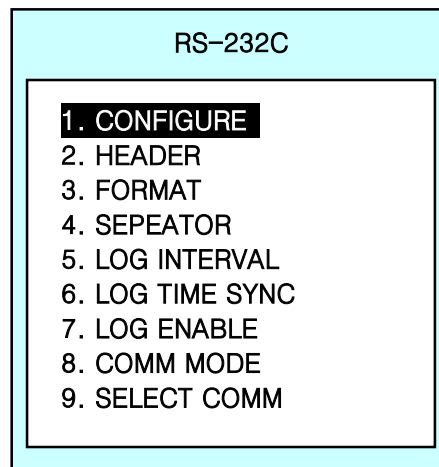 RS-232C
1. CONFIGURE
2. HEADER
3. FORMAT
4. SEPEATOR
5. LOG INTERVAL
6. LOG TIME SYNC
7. LOG ENABLE
8. COMM MODE
9. SELECT COMM